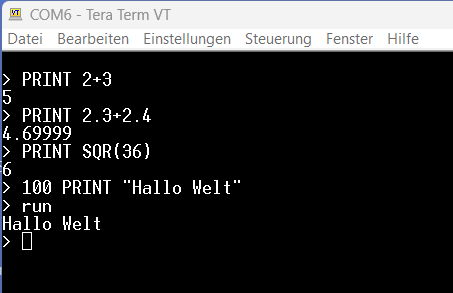 COM6 - Tera Term VT
Datei Bearbeiten Einstellungen Steuerung Fenster Hilfe
> PRINT 2+3
5
> PRINT 2.3+2.4
4.69999
> PRINT SQR(36)
6
> 100 PRINT "Hallo Welt"
> run
Hallo Welt
>